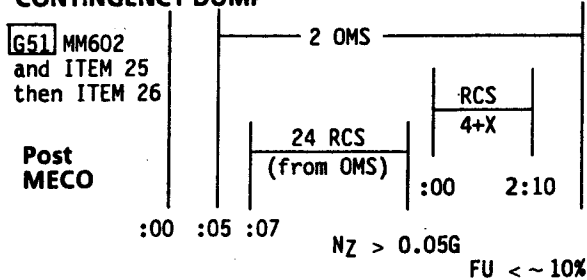 CONTINGENCY DUMP
G51 MM602
and ITEM 25
then ITEM 26
2 OMS
RCS
4+X
24 RCS
(from OMS)
Post
MECO
:00 2:10
:00 :05 :07
NZ > 0.05G
FU < ~ 10%